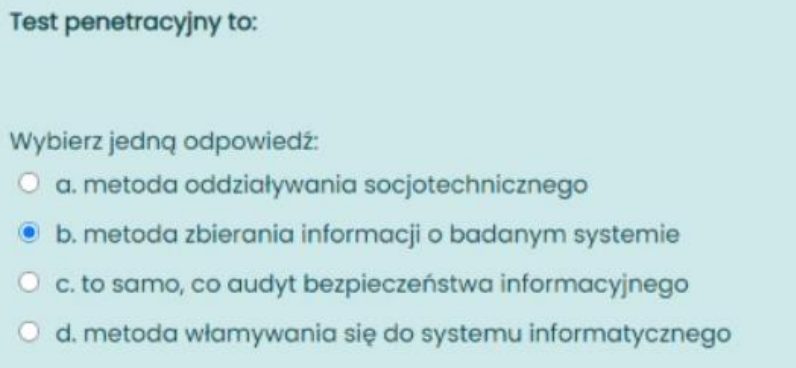 Test penetracyjny to:
Wybierz jedną odpowiedź:
a. metoda oddziaływania socjotechnicznego
b. metoda zbierania informacji o badanym systemie
c. to samo, co audyt bezpieczeństwa informacyjnego
d. metoda włamywania się do systemu informatycznego